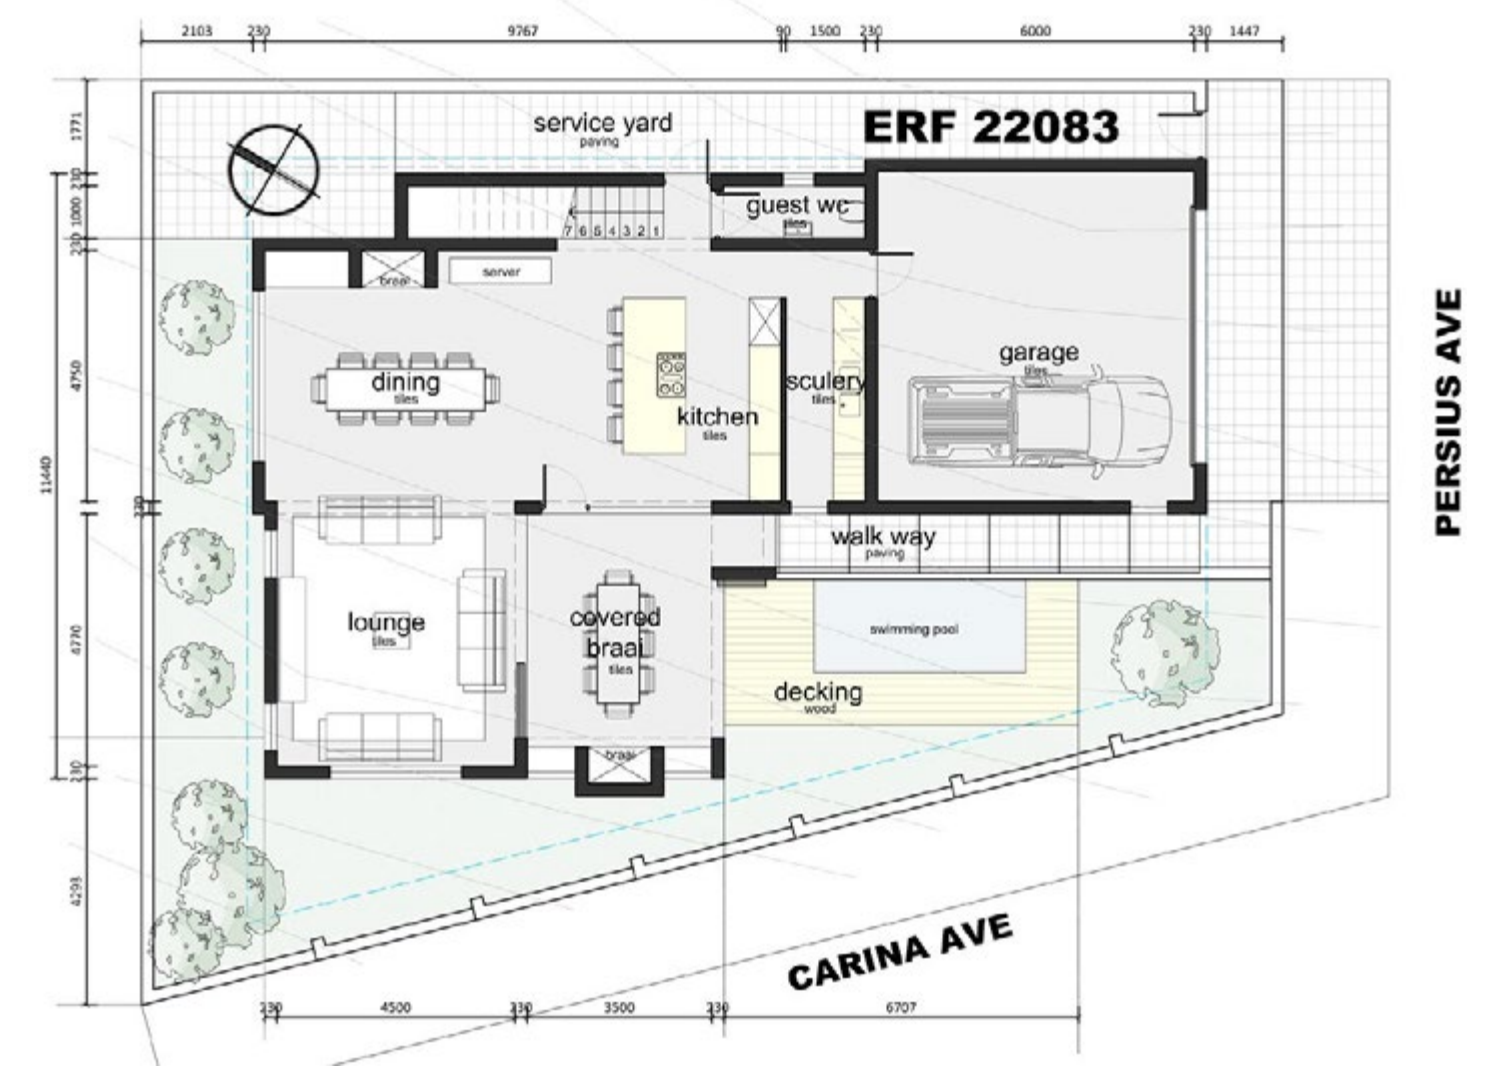 2103 230 9767 90 1500 230 6000 230 1447
service yard
paving
ERF 22083
1771
230
1000
230
4750
11440
230
4770
230
4293
guest wc
tiles
7 6 5 4 3 2 1
braai
server
dining
tiles
kitchen
tiles
sculery
tiles
garage
tiles
PERSIUS AVE
walk way
paving
lounge
tiles
covered
braai
tiles
swimming pool
decking
wood
braai
CARINA AVE
230 4500 230 3500 230 6707